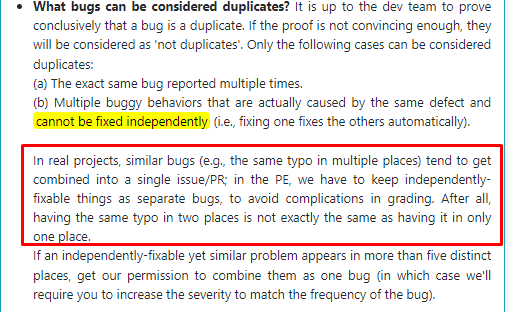 • What bugs can be considered duplicates? It is up to the dev team to prove
conclusively that a bug is a duplicate. If the proof is not convincing enough, they
will be considered as 'not duplicates'. Only the following cases can be considered
duplicates:
(a) The exact same bug reported multiple times.
(b) Multiple buggy behaviors that are actually caused by the same defect and
cannot be fixed independently (i.e., fixing one fixes the others automatically).
In real projects, similar bugs (e.g., the same typo in multiple places) tend to get
combined into a single issue/PR; in the PE, we have to keep independently-
fixable things as separate bugs, to avoid complications in grading. After all,
having the same typo in two places is not exactly the same as having it in only
one place.
If an independently-fixable yet similar problem appears in more than five distinct
places, get our permission to combine them as one bug (in which case we'll
require you to increase the severity to match the frequency of the bug).